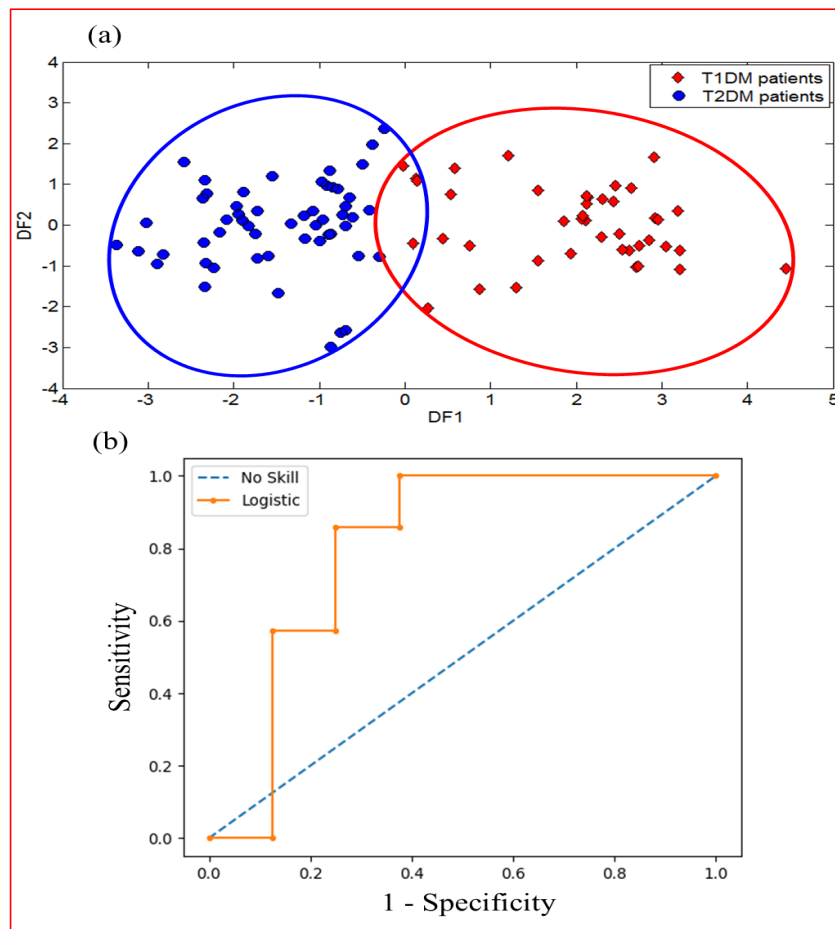 (a)
4
3
2
1
0
-1
-2
-3
-4
DF2
T1DM patients
T2DM patients
-4 -3 -2 -1 0 1 2 3 4 5
DF1
(b)
No Skill
Logistic
1.0
0.8
0.6
0.4
0.2
0.0
Sensitivity
0.0 0.2 0.4 0.6 0.8 1.0
1 - Specificity